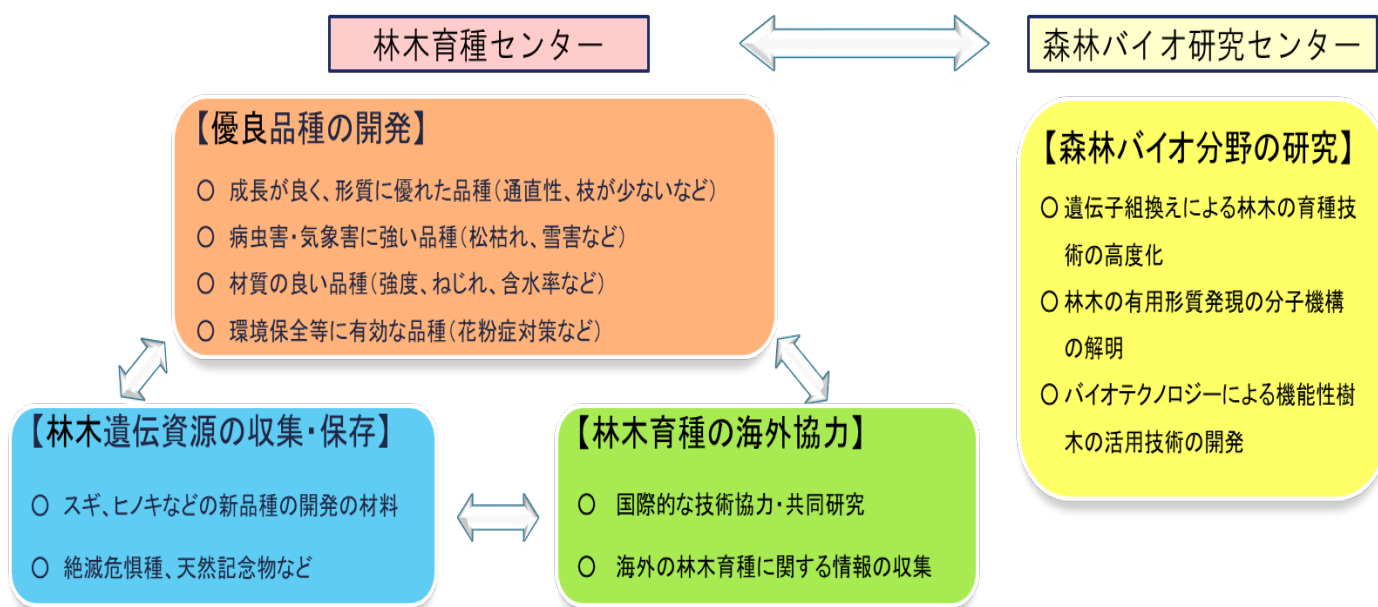 林木育種センター
森林バイオ研究センター
【優良品種の開発】
○ 成長が良く、形質に優れた品種(通直性、枝が少ないなど)
○ 病虫害・気象害に強い品種(松枯れ、雪害など)
○ 材質の良い品種(強度、ねじれ、含水率など)
○ 環境保全等に有効な品種(花粉症対策など)
【森林バイオ分野の研究】
○ 遺伝子組換えによる林木の育種技
術の高度化
○ 林木の有用形質発現の分子機構
の解明
○ バイオテクノロジーによる機能性樹
木の活用技術の開発
【林木遺伝資源の収集・保存】
○ スギ、ヒノキなどの新品種の開発の材料
○ 絶滅危惧種、天然記念物など
【林木育種の海外協力】
○ 国際的な技術協力・共同研究
○ 海外の林木育種に関する情報の収集